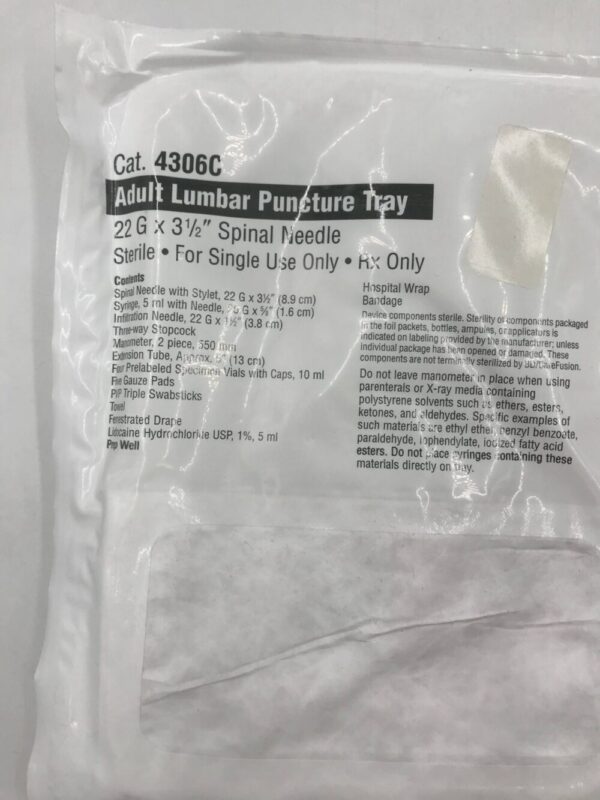 Cat. 4306C
Adult Lumbar Puncture Tray
22 G x 3½" Spinal Needle
Sterile • For Single Use Only • Rx Only
Contents
Spinal Needle with Stylet, 22 G x 3½" (8.9 cm)
Syringe, 5 ml with Needle, 25 G x ⅝" (1.6 cm)
Infiltration Needle, 22 G x 1½" (3.8 cm)
Three-way Stopcock
Manometer, 2 piece, 550 mm
Extension Tube, Approx. 5" (13 cm)
Four Prelabeled Specimen Vials with Caps, 10 ml
Five Gauze Pads
PVP Triple Swabsticks
Towel
Fenestrated Drape
Lidocaine Hydrochloride USP, 1%, 5 ml
Prep Well
Hospital Wrap
Bandage
Device components sterile. Sterility of components packaged
in the foil packets, bottles, ampules, or applicators is
indicated on labeling provided by the manufacturer; unless
individual package has been opened or damaged. These
components are not terminally sterilized by BD/CareFusion.
Do not leave manometer in place when using
parenterals or X-ray media containing
polystyrene solvents such as ethers, esters,
ketones, and aldehydes. Specific examples of
such materials are ethyl ether, benzyl benzoate,
paraldehyde, iophendylate, iodized fatty acid
esters. Do not place syringes containing these
materials directly on tray.